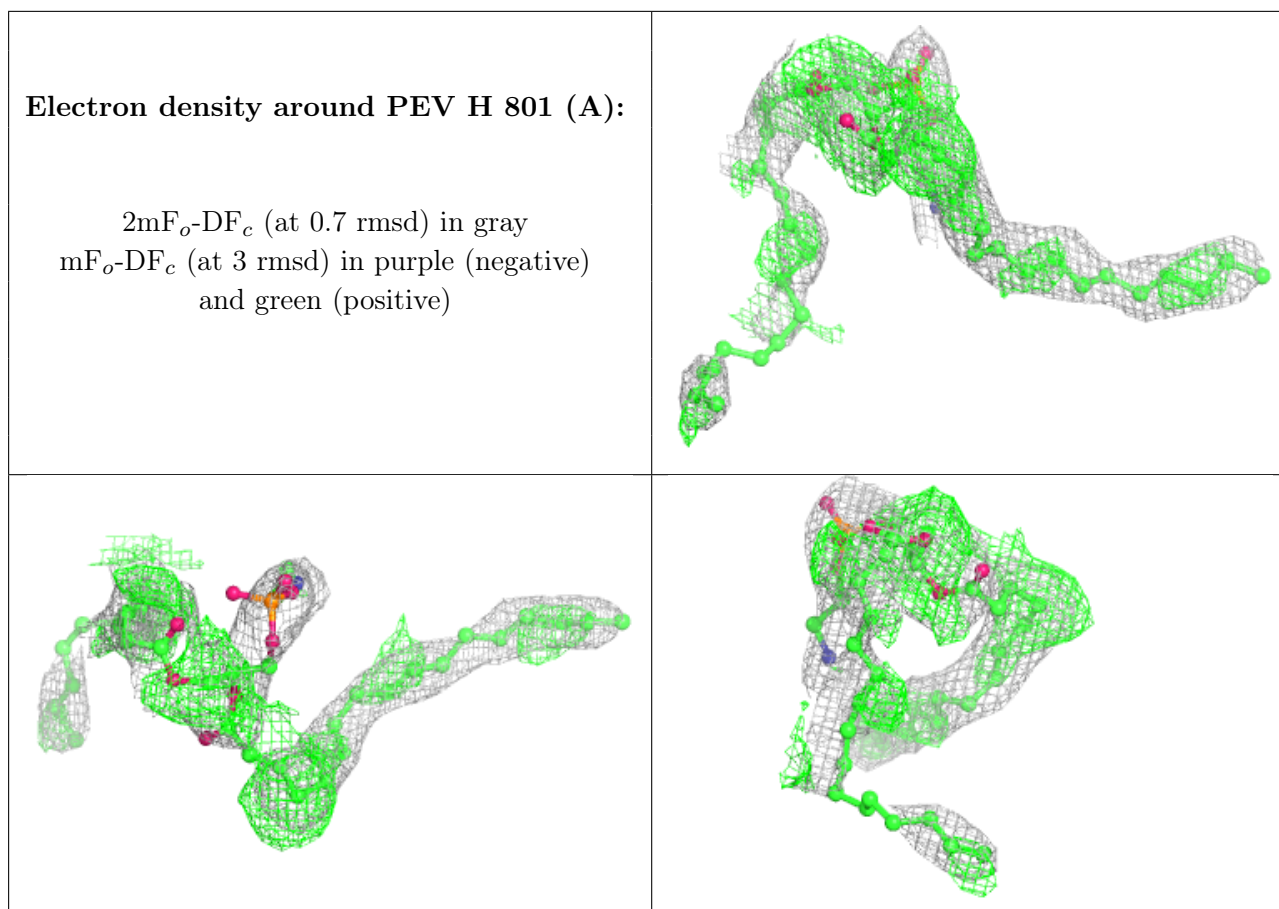 Electron density around PEV H 801 (A):
2mFo-DFc (at 0.7 rmsd) in gray
mFo-DFc (at 3 rmsd) in purple (negative)
and green (positive)